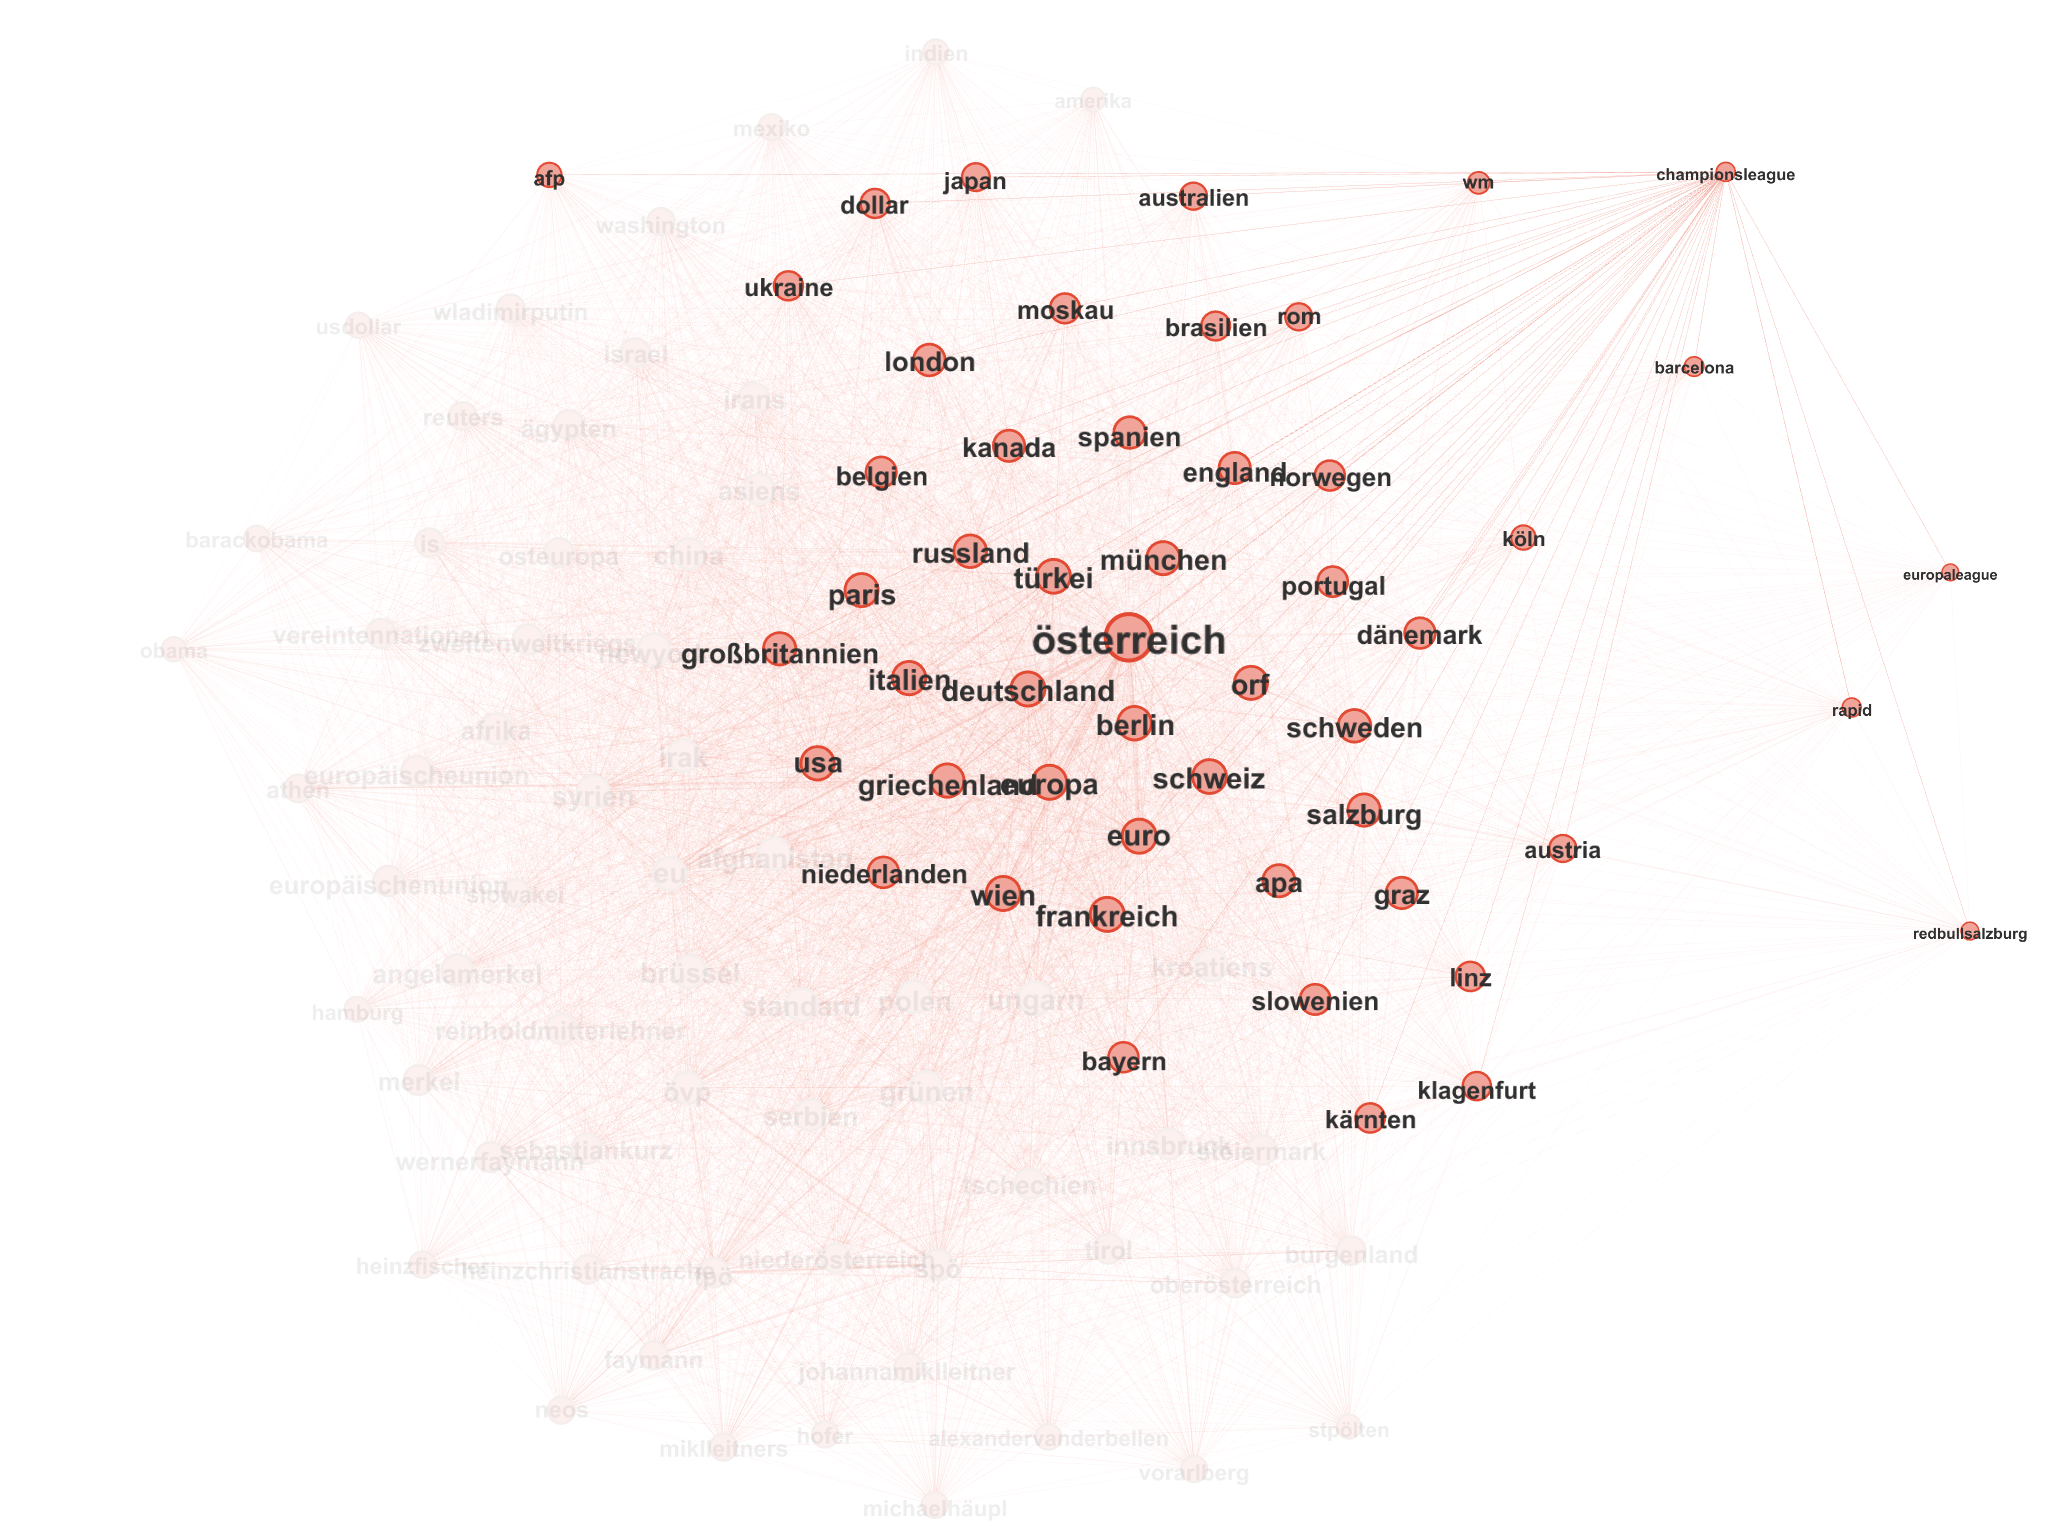 indien
amerika
mexiko
afp
japan
dollar
australien
wm
championsleague
washington
ukraine
moskau
brasilien
rom
usdollar
wladimirputin
israel
london
barcelona
irans
reuters
ägypten
kanada
spanien
belgien
england
norwegen
asiens
barackobama
is
osteuropa
china
russland
türkei
münchen
köln
paris
portugal
europaleague
obama
vereintennationen
zweitenweltkriegs
newyork
großbritannien
österreich
dänemark
italien
deutschland
orf
rapid
afrika
irak
berlin
schweden
athen
europäischeunion
syrien
usa
griechenland
europa
schweiz
salzburg
euro
austria
europäischenunion
slowakei
eu
afghanistan
niederlanden
wien
frankreich
apa
graz
redbullsalzburg
angelamerkel
brüssel
kroatiens
linz
hamburg
reinholdmitterlehner
standard
polen
ungarn
slowenien
merkel
övp
grünen
bayern
klagenfurt
serbien
kärnten
wernerfaymann
sebastiankurz
innsbruck
steiermark
tschechien
heinzfischer
heinzchristianstrache
fpö
niederösterreich
spö
tirol
oberösterreich
burgenland
faymann
johannamiklleitner
neos
miklleitners
hofer
alexandervanderbellen
stpölten
vorarlberg
michaelhäupl